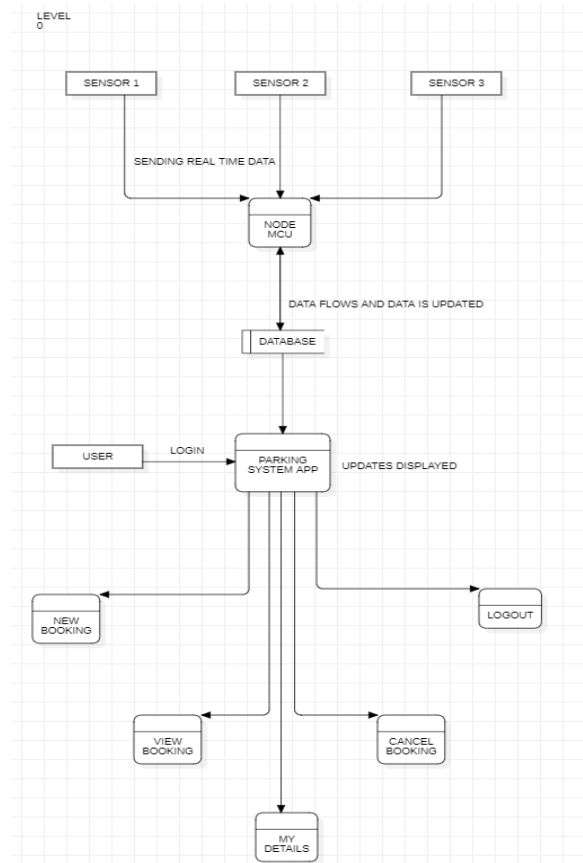 LEVEL
0
SENSOR 1
SENSOR 2
SENSOR 3
SENDING REAL TIME DATA
NODE
MCU
DATA FLOWS AND DATA IS UPDATED
DATABASE
USER
LOGIN
PARKING
SYSTEM APP
UPDATES DISPLAYED
NEW
BOOKING
LOGOUT
VIEW
BOOKING
CANCEL
BOOKING
MY
DETAILS